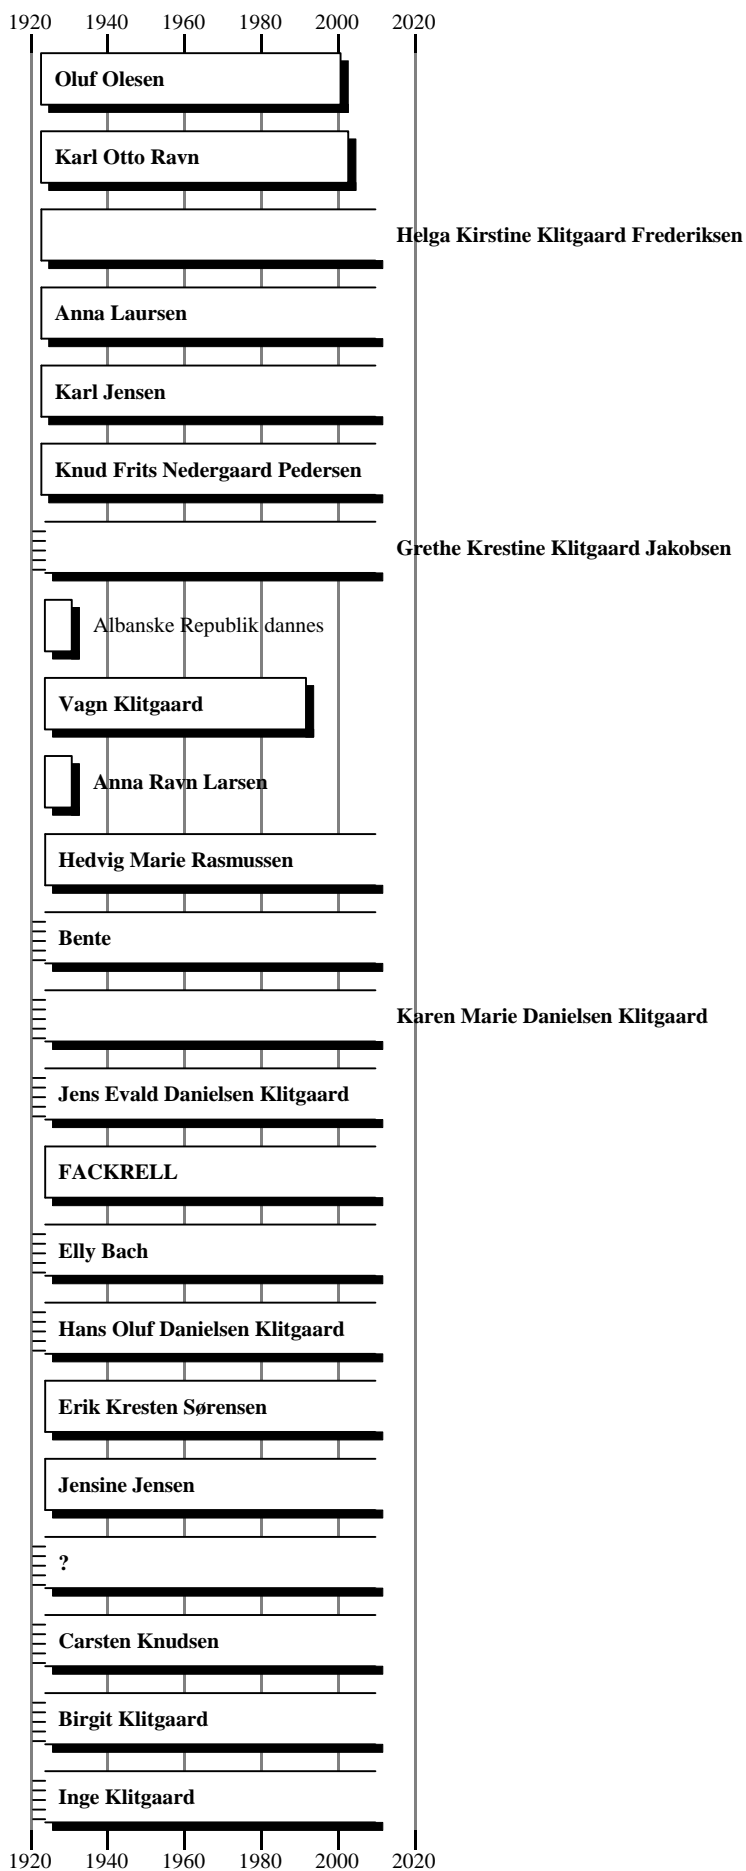 1920 1940 1960 1980 2000 2020
Oluf Olesen
Karl Otto Ravn
Helga Kirstine Klitgaard Frederiksen
Anna Laursen
Karl Jensen
Knud Frits Nedergaard Pedersen
Grethe Krestine Klitgaard Jakobsen
Albanske Republik dannes
Vagn Klitgaard
Anna Ravn Larsen
Hedvig Marie Rasmussen
Bente
Karen Marie Danielsen Klitgaard
Jens Evald Danielsen Klitgaard
FACKRELL
Elly Bach
Hans Oluf Danielsen Klitgaard
Erik Kresten Sørensen
Jensine Jensen
?
Carsten Knudsen
Birgit Klitgaard
Inge Klitgaard
1920 1940 1960 1980 2000 2020